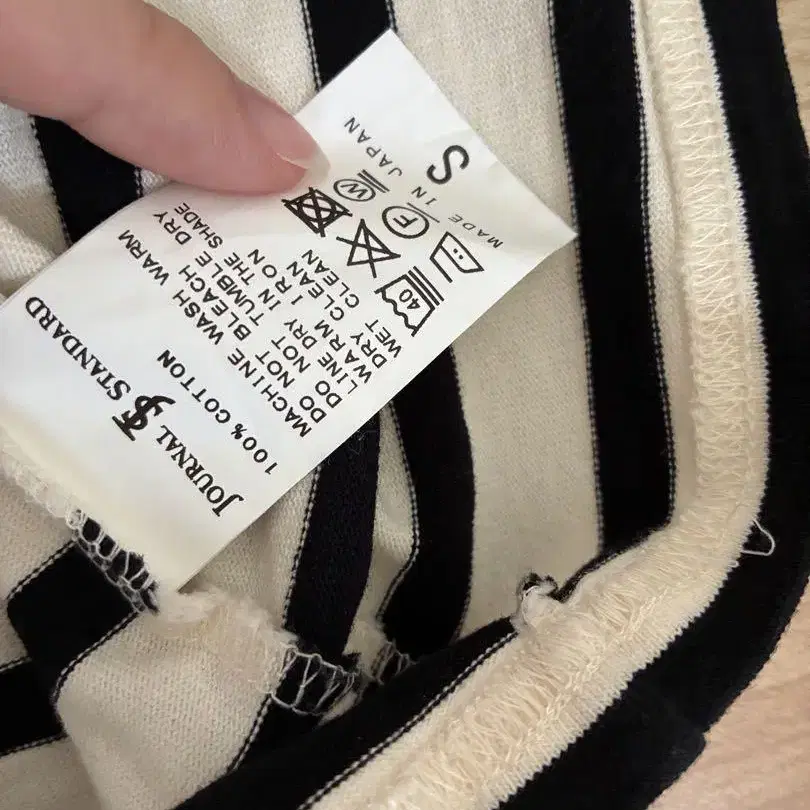 JOURNAL JS STANDARD
100% COTTON
MACHINE WASH WARM
DO NOT BLEACH
DO NOT TUMBLE DRY
LINE DRY IN THE SHADE
WARM IRON
DRY CLEAN
WET CLEAN
40
F W
MADE IN JAPAN
S